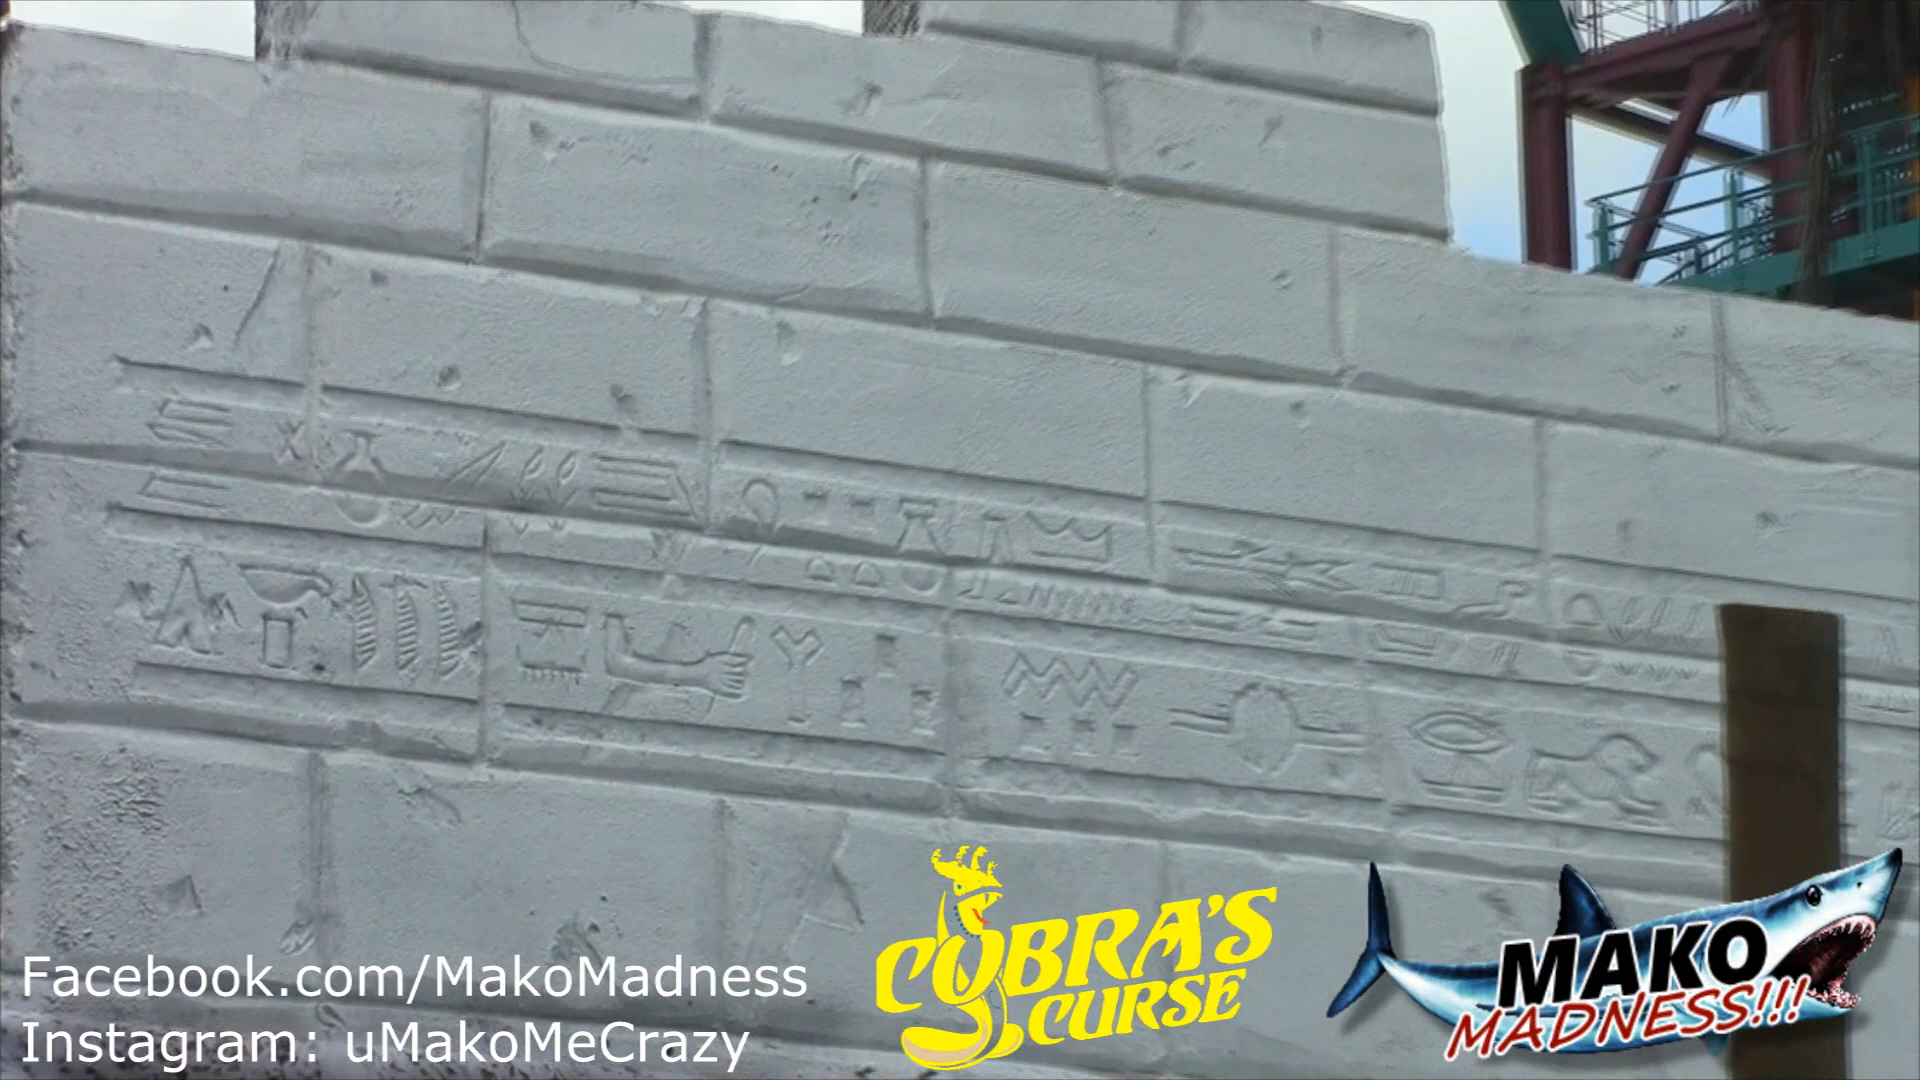 Facebook.com/MakoMadness
Instagram: uMakoMeCrazy
COBRA'S
CURSE
MAKO
MADNESS!!!